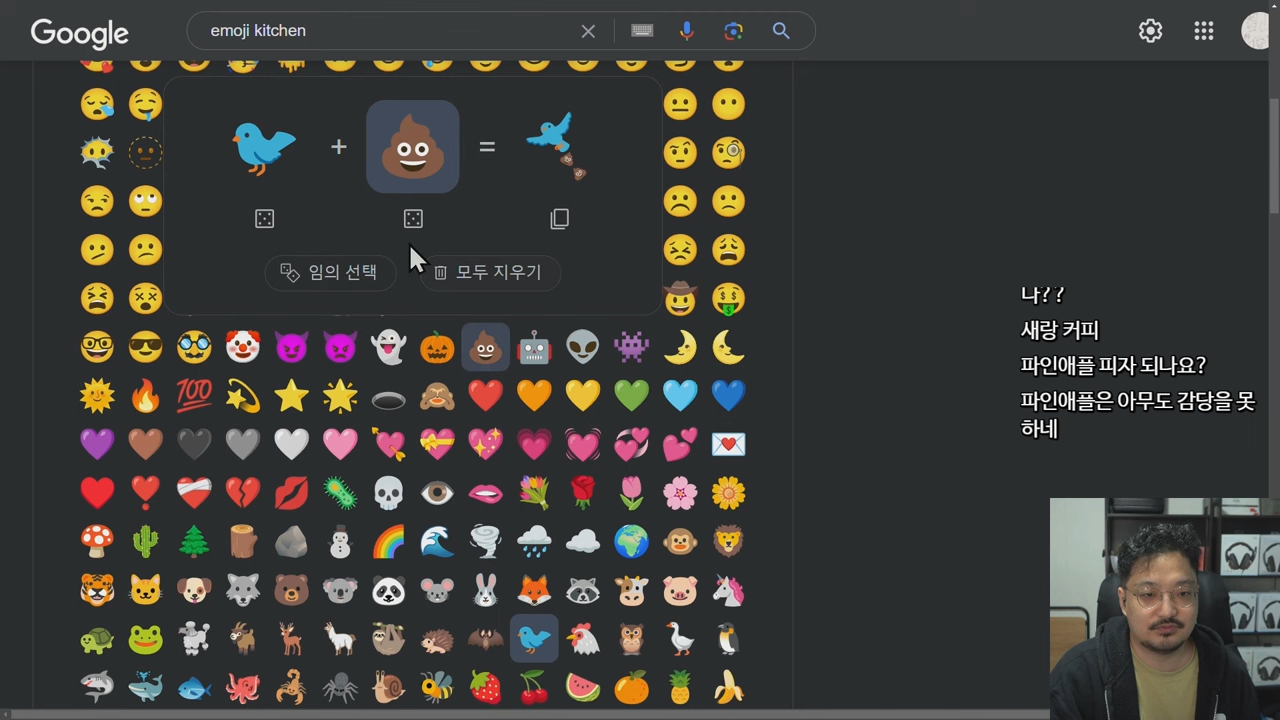 Google
emoji kitchen
+
=
임의 선택
모두 지우기
나??
새랑 커피
파인애플 피자 되나요?
파인애플은 아무도 감당을 못
하네
100